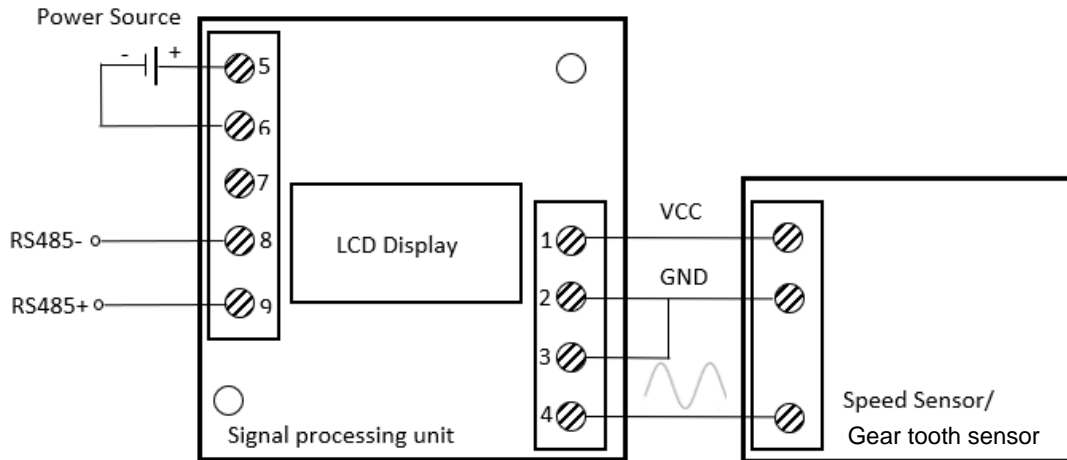 Power Source
- +
5
6
7
RS485- 8
RS485+ 9
LCD Display
Signal processing unit
1
2
3
4
VCC
GND
Speed Sensor/
Gear tooth sensor